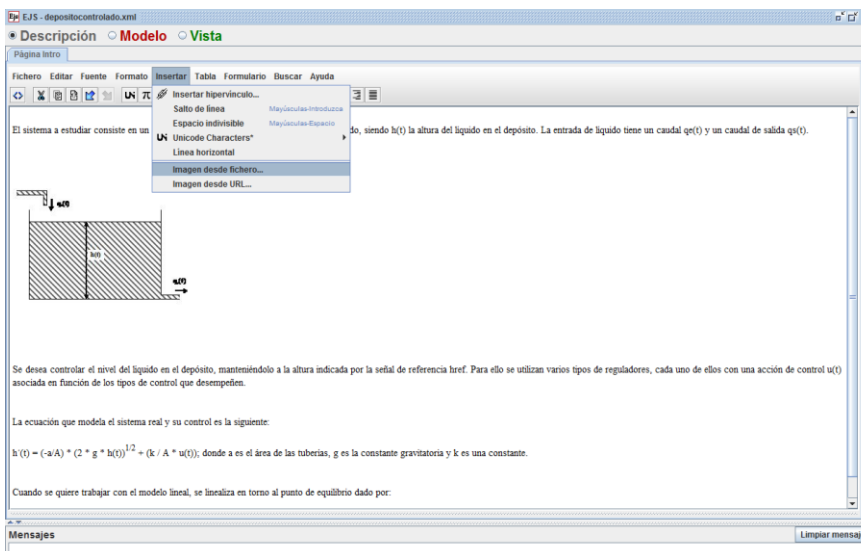 EJS - depositocontrolado.xml
Descripción Modelo Vista
Página Intro
Fichero Editar Fuente Formato Insertar Tabla Formulario Buscar Ayuda
Insertar hipervínculo...
Salto de línea Mayúsculas-Introduzca
Espacio indivisible Mayúsculas-Espacio
Unicode Characters*
Línea horizontal
Imagen desde fichero...
Imagen desde URL...
El sistema a estudiar consiste en un do, siendo h(t) la altura del líquido en el depósito. La entrada de líquido tiene un caudal qe(t) y un caudal de salida qs(t).
h(t)
Se desea controlar el nivel del líquido en el depósito, manteniéndolo a la altura indicada por la señal de referencia href. Para ello se utilizan varios tipos de reguladores, cada uno de ellos con una acción de control u(t)
asociada en función de los tipos de control que desempeñen.
La ecuación que modela el sistema real y su control es la siguiente:
h'(t) = (-a/A) * (2 * g * h(t))^1/2 + (k / A * u(t)); donde a es el área de las tuberías, g es la constante gravitatoria y k es una constante.
Cuando se quiere trabajar con el modelo lineal, se linealiza en torno al punto de equilibrio dado por:
Mensajes Limpiar mensaj